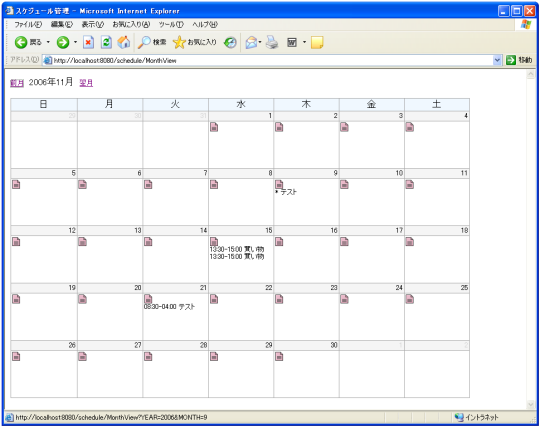 スケジュール管理 - Microsoft Internet Explorer
ファイル(F) 編集(E) 表示(V) お気に入り(A) ツール(T) ヘルプ(H)
戻る 検索 お気に入り
アドレス(D) http://localhost:8080/schedule/MonthView 移動
前月 2006年11月 翌月
日 月 火 水 木 金 土
29 30 31 1 2 3 4
5 6 7 8 9 10 11
* テスト
12 13 14 15 16 17 18
13:30-15:00 買い物
13:30-15:00 買い物
19 20 21 22 23 24 25
08:30-04:00 テスト
26 27 28 29 30 1 2
http://localhost:8080/schedule/MonthView?YEAR=2006&MONTH=9 イントラネット